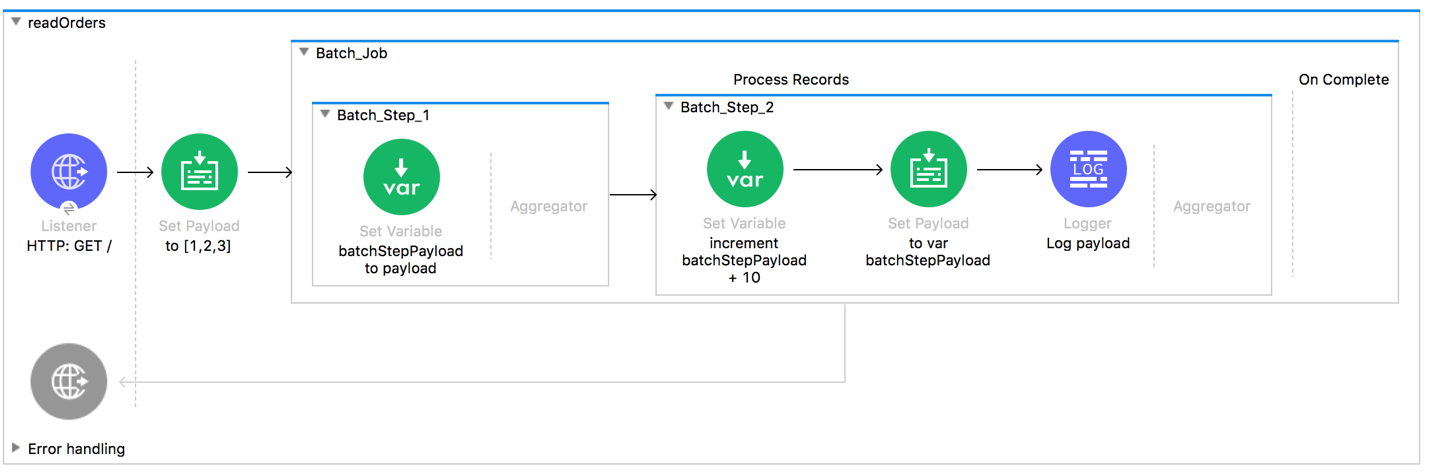 readOrders
Batch_Job
Process Records
On Complete
Batch_Step_1
Batch_Step_2
var
Aggregator
var
LOG
Aggregator
Listener
HTTP: GET /
Set Payload
to [1,2,3]
Set Variable
batchStepPayload
to payload
Set Variable
increment
batchStepPayload
+ 10
Set Payload
to var
batchStepPayload
Logger
Log payload
Error handling